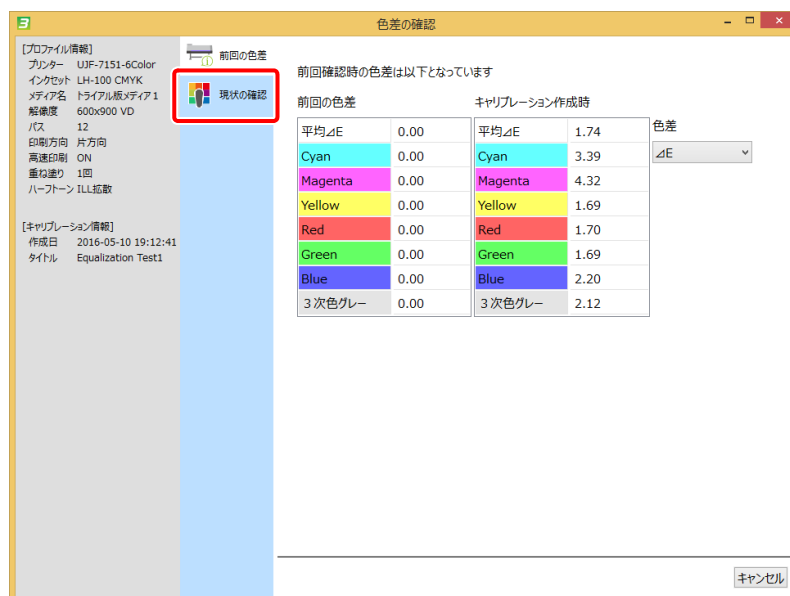 色差の確認
[プロファイル情報]
プリンター UJF-7151-6Color
インクセット LH-100 CMYK
メディア名 トライアル版メディア1
解像度 600x900 VD
パス 12
印刷方向 片方向
高速印刷 ON
重ね塗り 1回
ハーフトーン ILL拡散
[キャリブレーション情報]
作成日 2016-05-10 19:12:41
タイトル Equalization Test1
前回の色差
現状の確認
前回確認時の色差は以下となっています
前回の色差 キャリブレーション作成時
平均⊿E 0.00 平均⊿E 1.74 色差
Cyan 0.00 Cyan 3.39 ⊿E
Magenta 0.00 Magenta 4.32
Yellow 0.00 Yellow 1.69
Red 0.00 Red 1.70
Green 0.00 Green 1.69
Blue 0.00 Blue 2.20
3次色グレー 0.00 3次色グレー 2.12
キャンセル